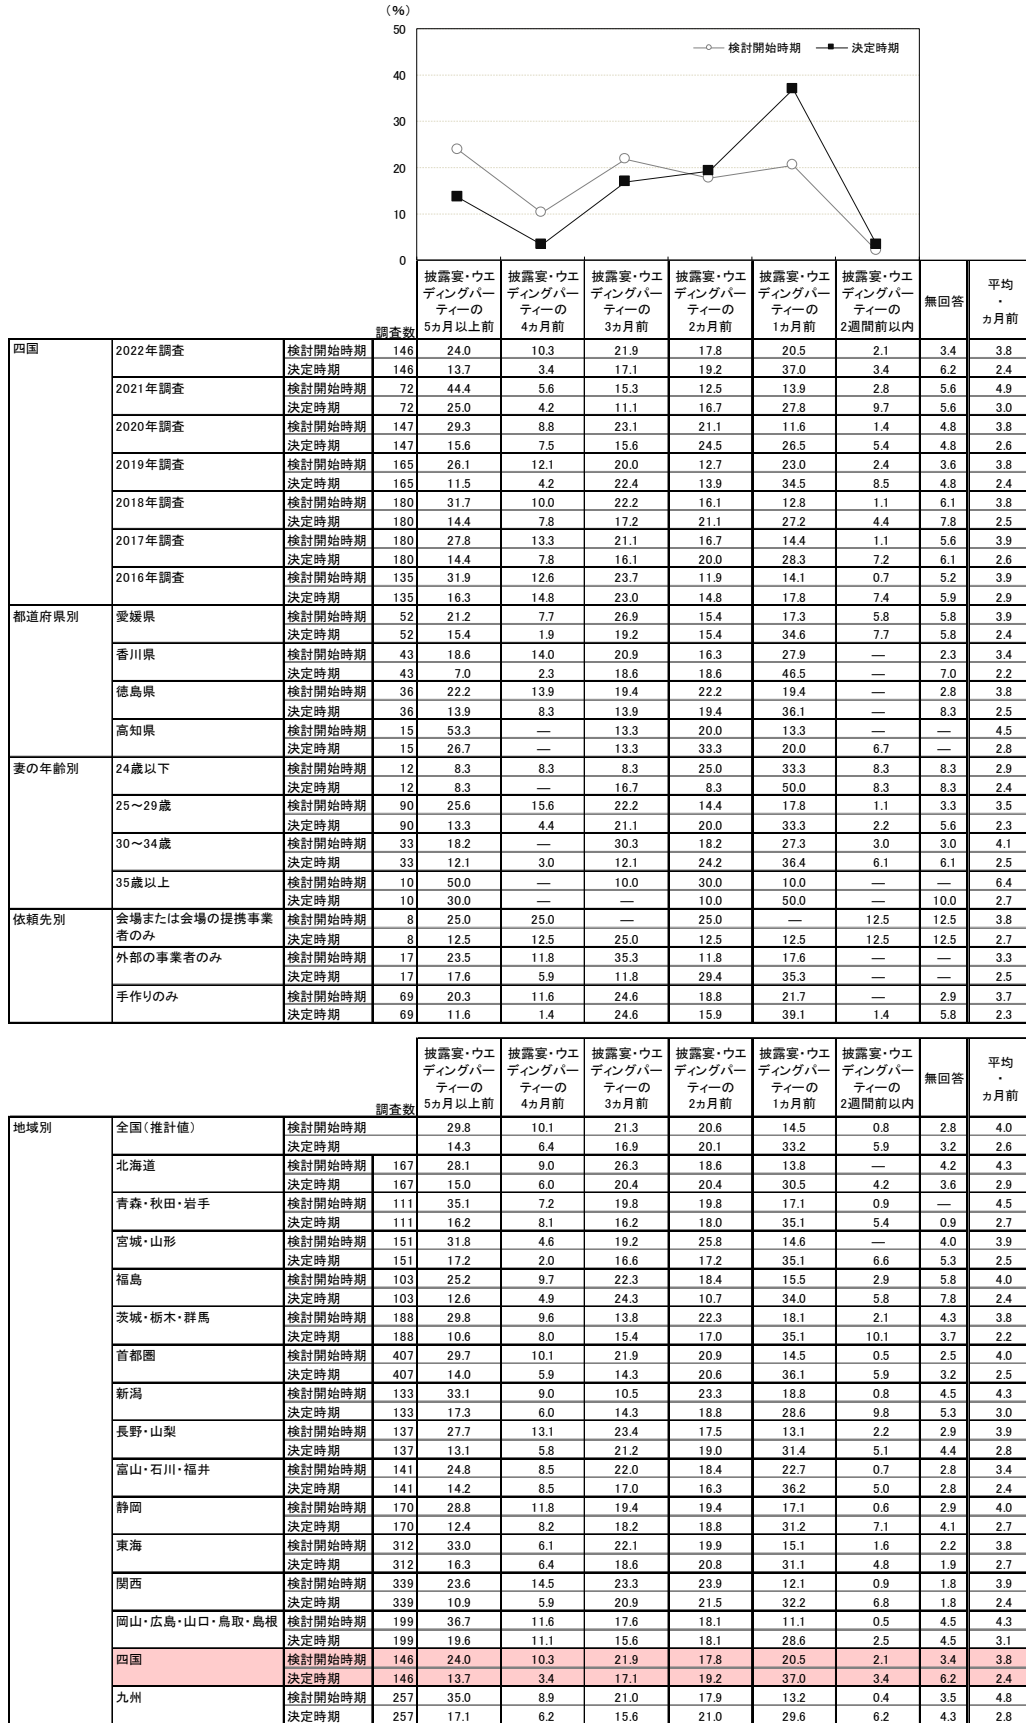 (%)
50
40
30
20
10
0
検討開始時期 決定時期
調査数 披露宴・ウエディングパーティーの5ヵ月以上前 披露宴・ウエディングパーティーの4ヵ月前 披露宴・ウエディングパーティーの3ヵ月前 披露宴・ウエディングパーティーの2ヵ月前 披露宴・ウエディングパーティーの1ヵ月前 披露宴・ウエディングパーティーの2週間前以内 無回答 平均・ヵ月前
四国 2022年調査 検討開始時期 146 24.0 10.3 21.9 17.8 20.5 2.1 3.4 3.8
決定時期 146 13.7 3.4 17.1 19.2 37.0 3.4 6.2 2.4
2021年調査 検討開始時期 72 44.4 5.6 15.3 12.5 13.9 2.8 5.6 4.9
決定時期 72 25.0 4.2 11.1 16.7 27.8 9.7 5.6 3.0
2020年調査 検討開始時期 147 29.3 8.8 23.1 21.1 11.6 1.4 4.8 3.8
決定時期 147 15.6 7.5 15.6 24.5 26.5 5.4 4.8 2.6
2019年調査 検討開始時期 165 26.1 12.1 20.0 12.7 23.0 2.4 3.6 3.8
決定時期 165 11.5 4.2 22.4 13.9 34.5 8.5 4.8 2.4
2018年調査 検討開始時期 180 31.7 10.0 22.2 16.1 12.8 1.1 6.1 3.8
決定時期 180 14.4 7.8 17.2 21.1 27.2 4.4 7.8 2.5
2017年調査 検討開始時期 180 27.8 13.3 21.1 16.7 14.4 1.1 5.6 3.9
決定時期 180 14.4 7.8 16.1 20.0 28.3 7.2 6.1 2.6
2016年調査 検討開始時期 135 31.9 12.6 23.7 11.9 14.1 0.7 5.2 3.9
決定時期 135 16.3 14.8 23.0 14.8 17.8 7.4 5.9 2.9
都道府県別 愛媛県 検討開始時期 52 21.2 7.7 26.9 15.4 17.3 5.8 5.8 3.9
決定時期 52 15.4 1.9 19.2 15.4 34.6 7.7 5.8 2.4
香川県 検討開始時期 43 18.6 14.0 20.9 16.3 27.9 — 2.3 3.4
決定時期 43 7.0 2.3 18.6 18.6 46.5 — 7.0 2.2
徳島県 検討開始時期 36 22.2 13.9 19.4 22.2 19.4 — 2.8 3.8
決定時期 36 13.9 8.3 13.9 19.4 36.1 — 8.3 2.5
高知県 検討開始時期 15 53.3 — 13.3 20.0 13.3 — — 4.5
決定時期 15 26.7 — 13.3 33.3 20.0 6.7 — 2.8
妻の年齢別 24歳以下 検討開始時期 12 8.3 8.3 8.3 25.0 33.3 8.3 8.3 2.9
決定時期 12 8.3 — 16.7 8.3 50.0 8.3 8.3 2.4
25～29歳 検討開始時期 90 25.6 15.6 22.2 14.4 17.8 1.1 3.3 3.5
決定時期 90 13.3 4.4 21.1 20.0 33.3 2.2 5.6 2.3
30～34歳 検討開始時期 33 18.2 — 30.3 18.2 27.3 3.0 3.0 4.1
決定時期 33 12.1 3.0 12.1 24.2 36.4 6.1 6.1 2.5
35歳以上 検討開始時期 10 50.0 — 10.0 30.0 10.0 — — 6.4
決定時期 10 30.0 — — 10.0 50.0 — 10.0 2.7
依頼先別 会場または会場の提携事業者のみ 検討開始時期 8 25.0 25.0 — 25.0 — 12.5 12.5 3.8
決定時期 8 12.5 12.5 25.0 12.5 12.5 12.5 12.5 2.7
外部の事業者のみ 検討開始時期 17 23.5 11.8 35.3 11.8 17.6 — — 3.3
決定時期 17 17.6 5.9 11.8 29.4 35.3 — — 2.5
手作りのみ 検討開始時期 69 20.3 11.6 24.6 18.8 21.7 — 2.9 3.7
決定時期 69 11.6 1.4 24.6 15.9 39.1 1.4 5.8 2.3
調査数 披露宴・ウエディングパーティーの5ヵ月以上前 披露宴・ウエディングパーティーの4ヵ月前 披露宴・ウエディングパーティーの3ヵ月前 披露宴・ウエディングパーティーの2ヵ月前 披露宴・ウエディングパーティーの1ヵ月前 披露宴・ウエディングパーティーの2週間前以内 無回答 平均・ヵ月前
地域別 全国(推計値) 検討開始時期 29.8 10.1 21.3 20.6 14.5 0.8 2.8 4.0
決定時期 14.3 6.4 16.9 20.1 33.2 5.9 3.2 2.6
北海道 検討開始時期 167 28.1 9.0 26.3 18.6 13.8 — 4.2 4.3
決定時期 167 15.0 6.0 20.4 20.4 30.5 4.2 3.6 2.9
青森・秋田・岩手 検討開始時期 111 35.1 7.2 19.8 19.8 17.1 0.9 — 4.5
決定時期 111 16.2 8.1 16.2 18.0 35.1 5.4 0.9 2.7
宮城・山形 検討開始時期 151 31.8 4.6 19.2 25.8 14.6 — 4.0 3.9
決定時期 151 17.2 2.0 16.6 17.2 35.1 6.6 5.3 2.5
福島 検討開始時期 103 25.2 9.7 22.3 18.4 15.5 2.9 5.8 4.0
決定時期 103 12.6 4.9 24.3 10.7 34.0 5.8 7.8 2.4
茨城・栃木・群馬 検討開始時期 188 29.8 9.6 13.8 22.3 18.1 2.1 4.3 3.8
決定時期 188 10.6 8.0 15.4 17.0 35.1 10.1 3.7 2.2
首都圏 検討開始時期 407 29.7 10.1 21.9 20.9 14.5 0.5 2.5 4.0
決定時期 407 14.0 5.9 14.3 20.6 36.1 5.9 3.2 2.5
新潟 検討開始時期 133 33.1 9.0 10.5 23.3 18.8 0.8 4.5 4.3
決定時期 133 17.3 6.0 14.3 18.8 28.6 9.8 5.3 3.0
長野・山梨 検討開始時期 137 27.7 13.1 23.4 17.5 13.1 2.2 2.9 3.9
決定時期 137 13.1 5.8 21.2 19.0 31.4 5.1 4.4 2.8
富山・石川・福井 検討開始時期 141 24.8 8.5 22.0 18.4 22.7 0.7 2.8 3.4
決定時期 141 14.2 8.5 17.0 16.3 36.2 5.0 2.8 2.4
静岡 検討開始時期 170 28.8 11.8 19.4 19.4 17.1 0.6 2.9 4.0
決定時期 170 12.4 8.2 18.2 18.8 31.2 7.1 4.1 2.7
東海 検討開始時期 312 33.0 6.1 22.1 19.9 15.1 1.6 2.2 3.8
決定時期 312 16.3 6.4 18.6 20.8 31.1 4.8 1.9 2.7
関西 検討開始時期 339 23.6 14.5 23.3 23.9 12.1 0.9 1.8 3.9
決定時期 339 10.9 5.9 20.9 21.5 32.2 6.8 1.8 2.4
岡山・広島・山口・鳥取・島根 検討開始時期 199 36.7 11.6 17.6 18.1 11.1 0.5 4.5 4.3
決定時期 199 19.6 11.1 15.6 18.1 28.6 2.5 4.5 3.1
四国 検討開始時期 146 24.0 10.3 21.9 17.8 20.5 2.1 3.4 3.8
決定時期 146 13.7 3.4 17.1 19.2 37.0 3.4 6.2 2.4
九州 検討開始時期 257 35.0 8.9 21.0 17.9 13.2 0.4 3.5 4.8
決定時期 257 17.1 6.2 15.6 21.0 29.6 6.2 4.3 2.8